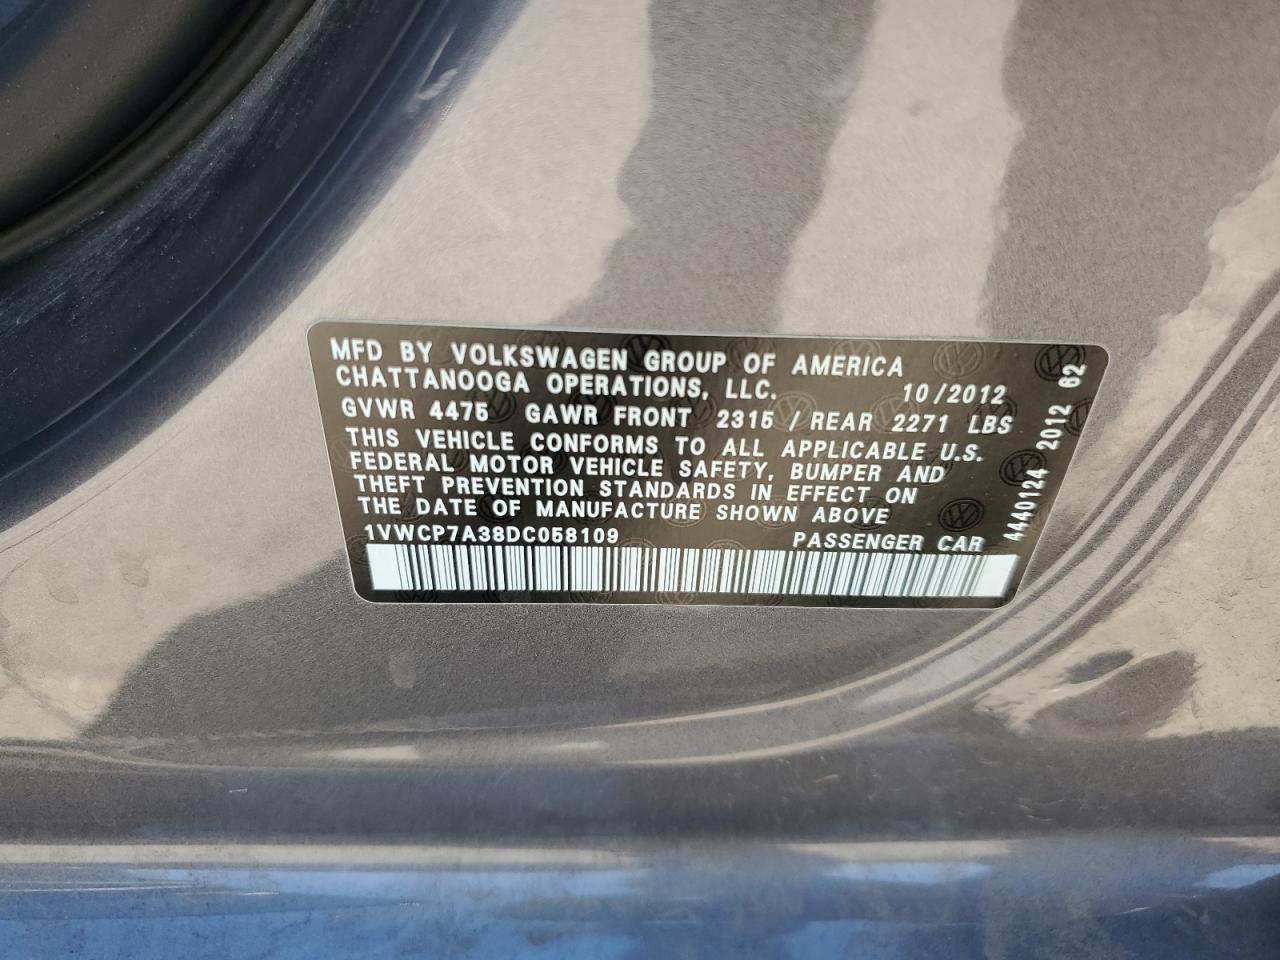 MFD BY VOLKSWAGEN GROUP OF AMERICA
CHATTANOOGA OPERATIONS, LLC. 10/2012
GVWR 4475 GAWR FRONT 2315 / REAR 2271 LBS
THIS VEHICLE CONFORMS TO ALL APPLICABLE U.S.
FEDERAL MOTOR VEHICLE SAFETY, BUMPER AND
THEFT PREVENTION STANDARDS IN EFFECT ON
THE DATE OF MANUFACTURE SHOWN ABOVE
1VWCP7A38DC058109 PASSENGER CAR
4440124 2012 62